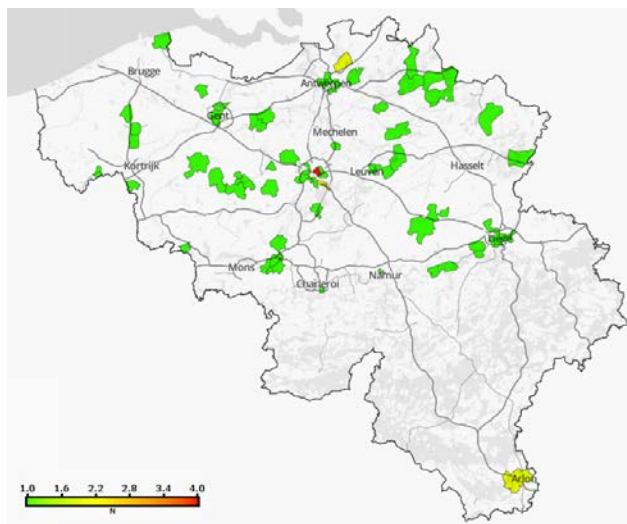 Brugge
Antwerpen
Gent
Mechelen
Kortrijk
Leuven
Hasselt
Liège
Mons
Namur
Charleroi
Arlon
1.0 1.6 2.2 2.8 3.4 4.0
N